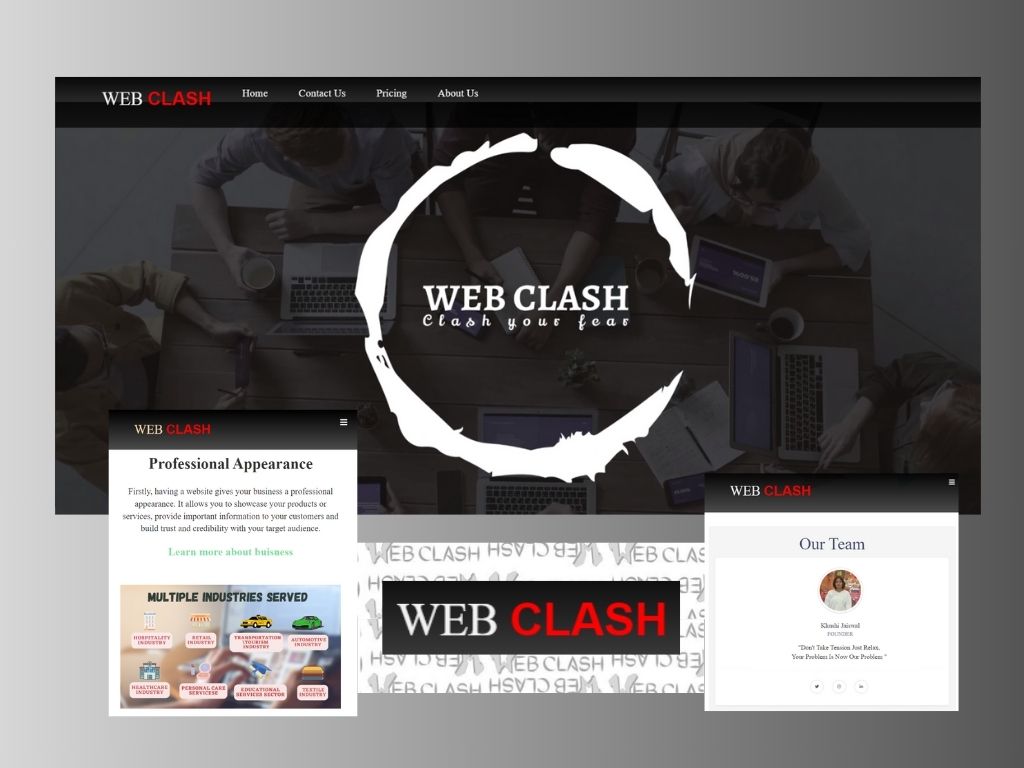 WEB CLASH
Home
Contact Us
Pricing
About Us
WEB CLASH
Clash your fear
WEB CLASH
Professional Appearance
Firstly, having a website gives your business a professional
appearance. It allows you to showcase your products or
services, provide important information to your customers and
build trust and credibility with your target audience.
Learn more about buisness
MULTIPLE INDUSTRIES SERVED
HOSPITALITY
INDUSTRY
RETAIL
INDUSTRY
TRANSPORTATION
\TOURISM
INDUSTRY
AUTOMOTIVE
INDUSTRY
HEALTHCARE
INDUSTRY
PERSONAL CARE
SERVICESE
EDUCATIONAL
SERVICES SECTOR
TEXTILE
INDUSTRY
WEB CLASH
WEB CLASH
Our Team
Jaiswal
FOUNDER
"Don't Take Tension Just Relax,
Your Problem Is Now Our Problem "